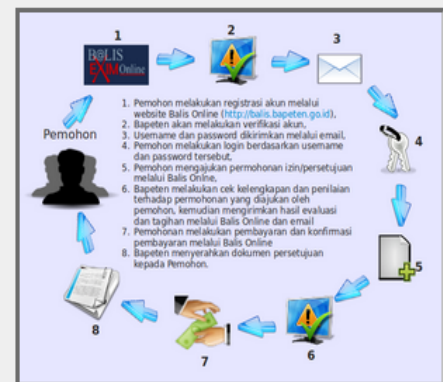 1
2
3
B@LIS
EXIM Online
Pemohon
4
1. Pemohon melakukan registrasi akun melalui
website Balis Online (http://balis.bapeten.go.id),
2. Bapeten akan melakukan verifikasi akun,
3. Username dan password dikirimkan melalui email,
4. Pemohon melakukan login berdasarkan username
dan password tersebut,
5. Pemohon mengajukan permohonan izin/persetujuan
melalui Balis Online,
6. Bapeten melakukan cek kelengkapan dan penilaian
terhadap permohonan yang diajukan oleh
pemohon, kemudian mengirimkan hasil evaluasi
dan tagihan melalui Balis Online dan email
7. Pemohonan melakukan pembayaran dan konfirmasi
pembayaran melalui Balis Online
8. Bapeten menyerahkan dokumen persetujuan
kepada Pemohon.
5
8
7
6